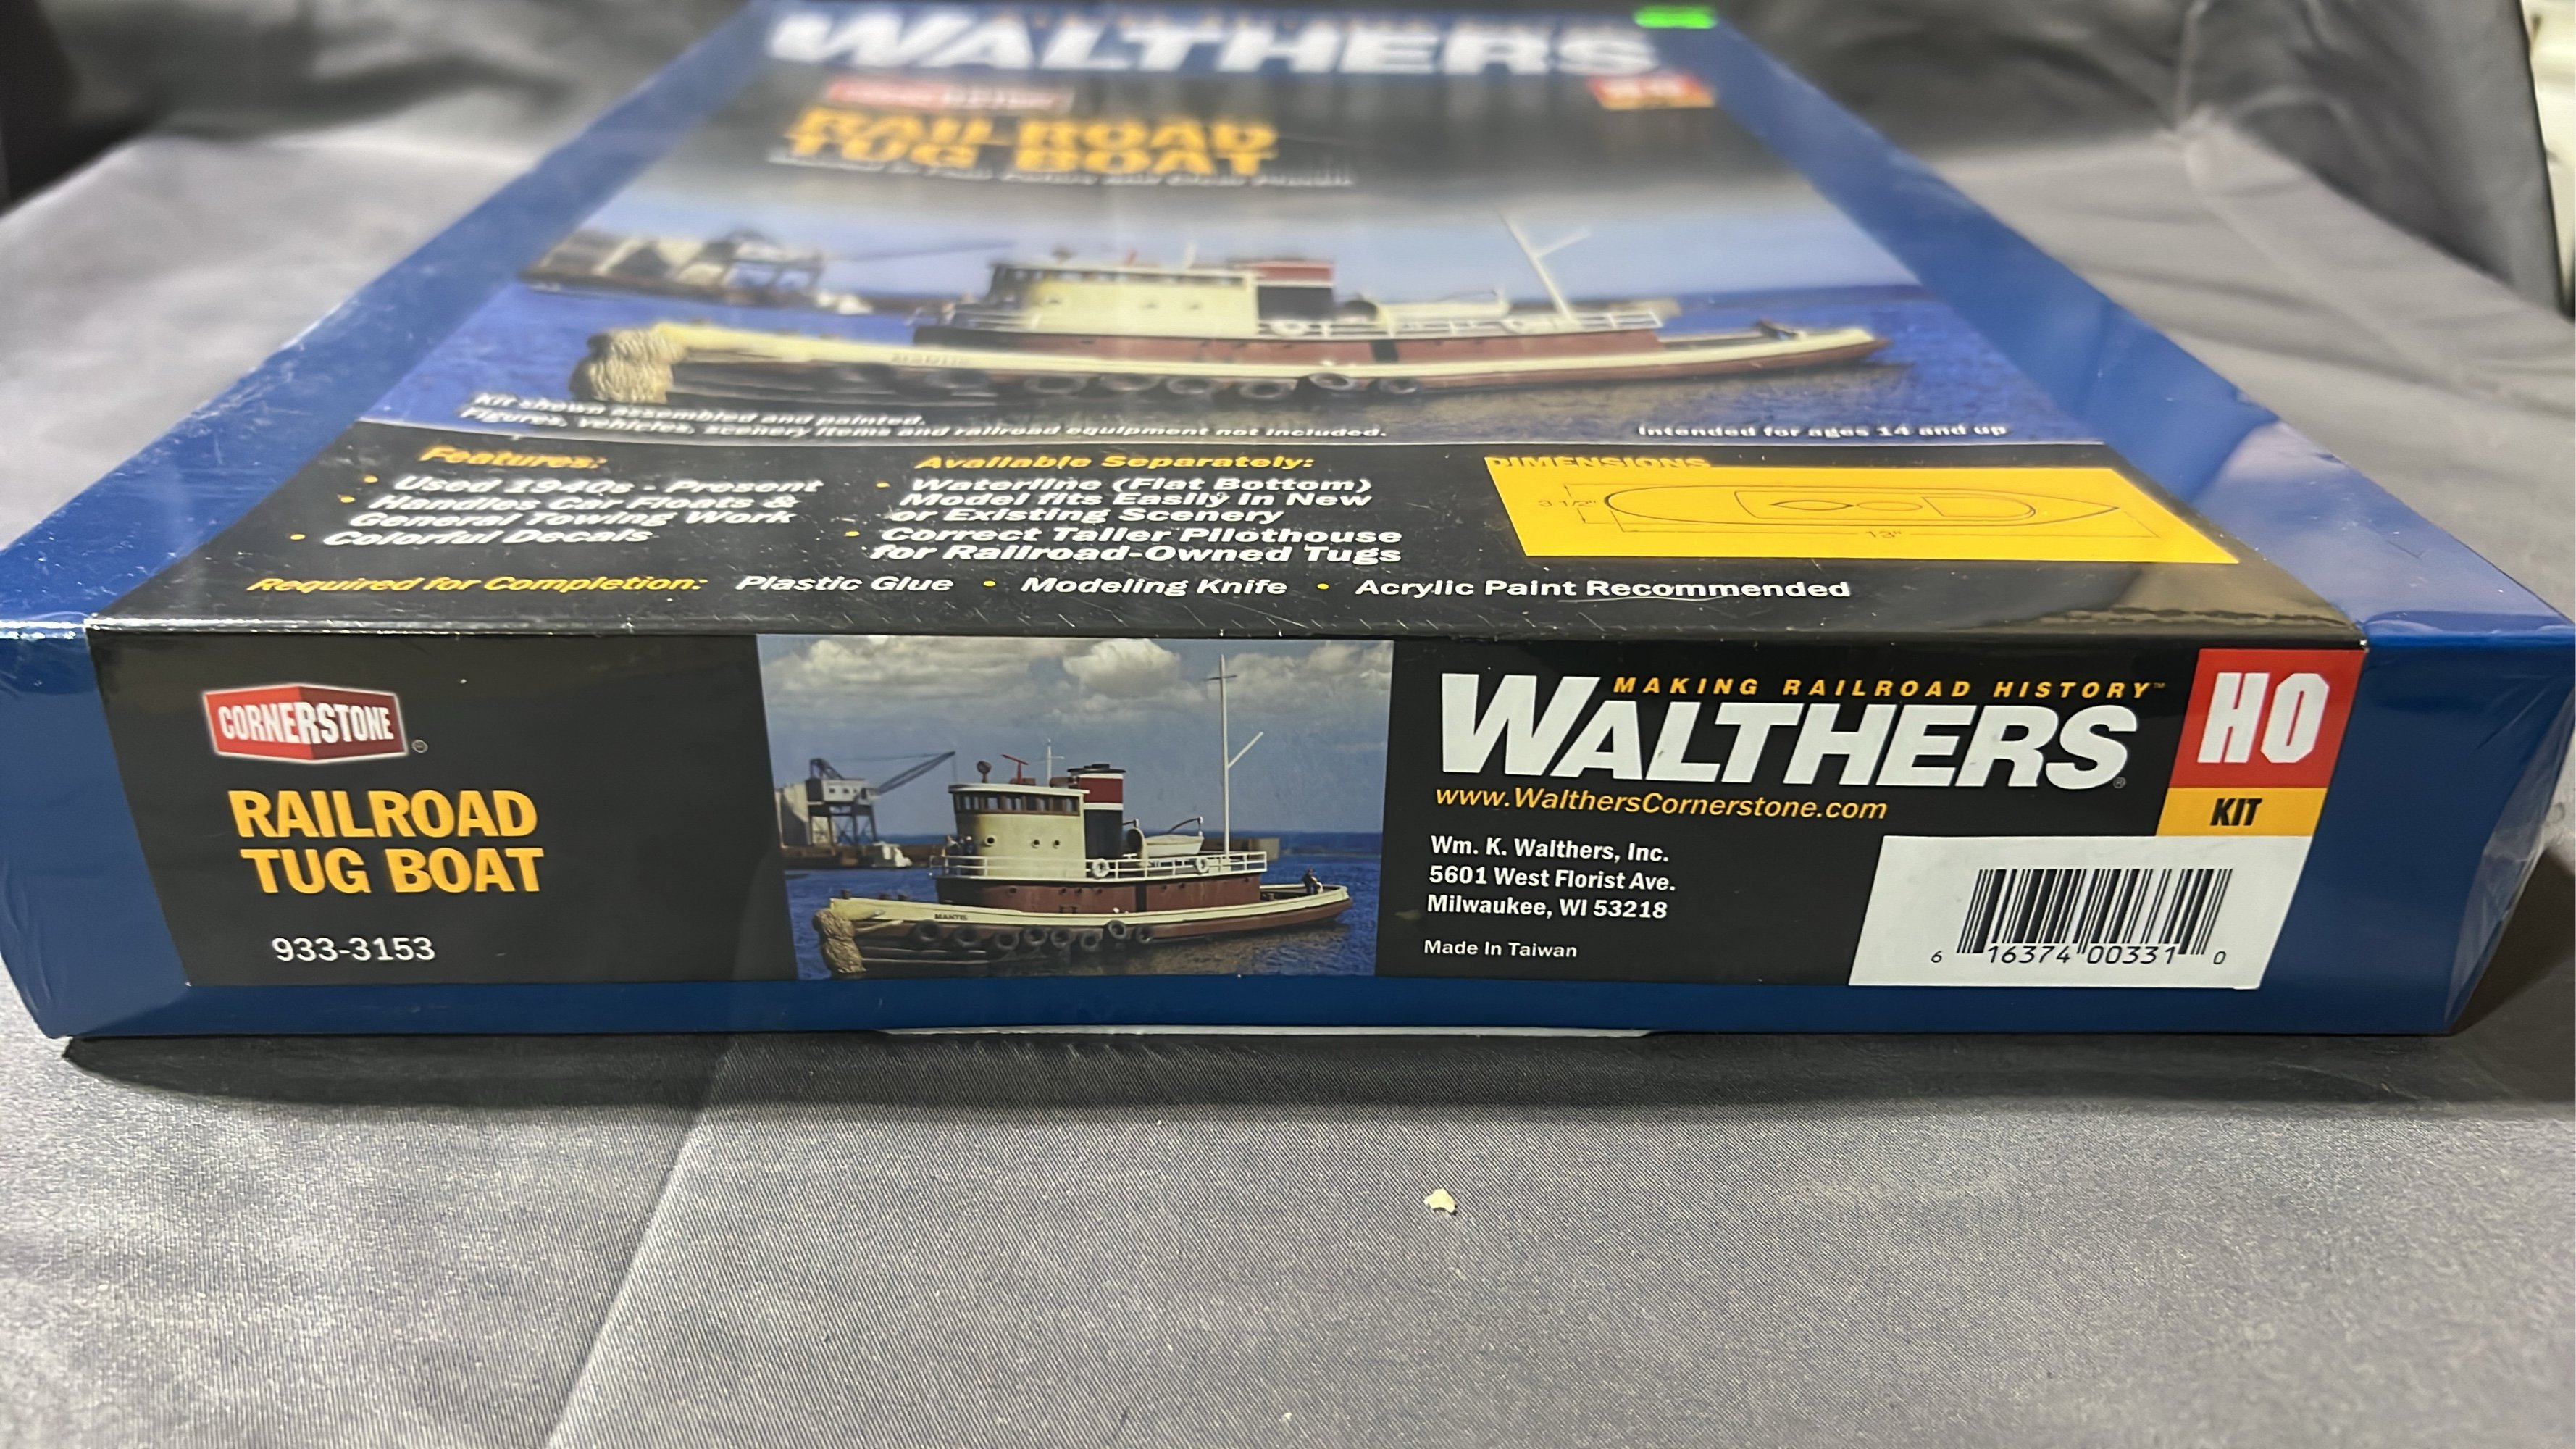 WALTHERS
RAILROAD
TUG BOAT
Kit shown assembled and painted.
Figures, vehicles, scenery items and railroad equipment not included.
Intended for ages 14 and up
Features:
• Used 1940s - Present
• Handles Car Floats &
General Towing Work
• Colorful Decals
Available Separately:
• Waterline (Flat Bottom)
Model fits Easily in New
or Existing Scenery
• Correct Taller Pilothouse
for Railroad-Owned Tugs
DIMENSIONS
3 1/2"
13"
Required for Completion: Plastic Glue • Modeling Knife • Acrylic Paint Recommended
CORNERSTONE®
RAILROAD
TUG BOAT
933-3153
MANTIS
MAKING RAILROAD HISTORY™
WALTHERS®
www.WalthersCornerstone.com
Wm. K. Walthers, Inc.
5601 West Florist Ave.
Milwaukee, WI 53218
Made In Taiwan
HO
KIT
6 16374 00331 0